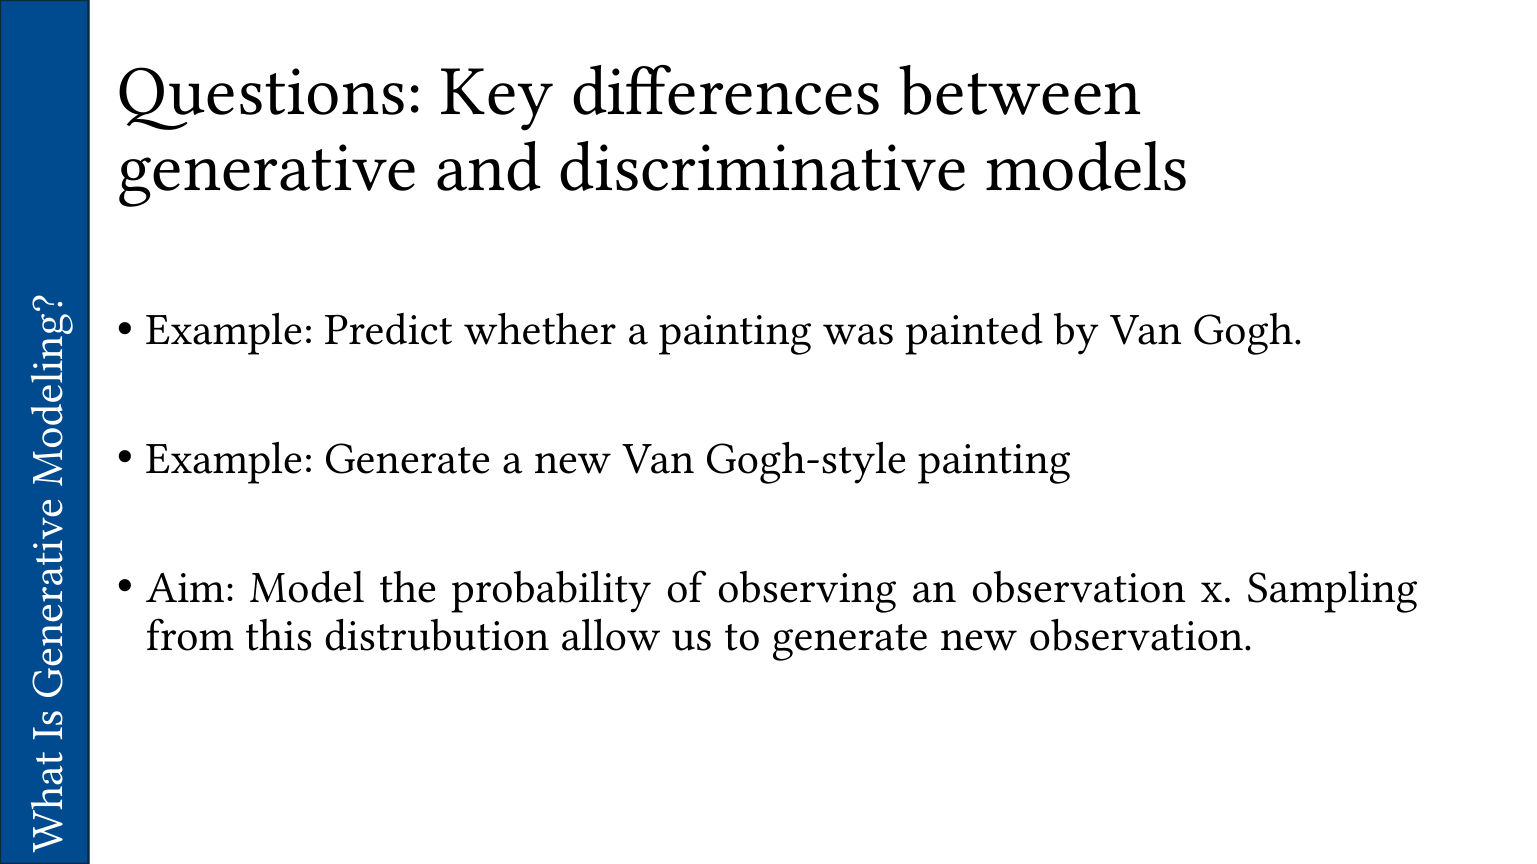 What Is Generative Modeling?
Questions: Key differences between
generative and discriminative models
• Example: Predict whether a painting was painted by Van Gogh.
• Example: Generate a new Van Gogh-style painting
• Aim: Model the probability of observing an observation x. Sampling
from this distrubution allow us to generate new observation.